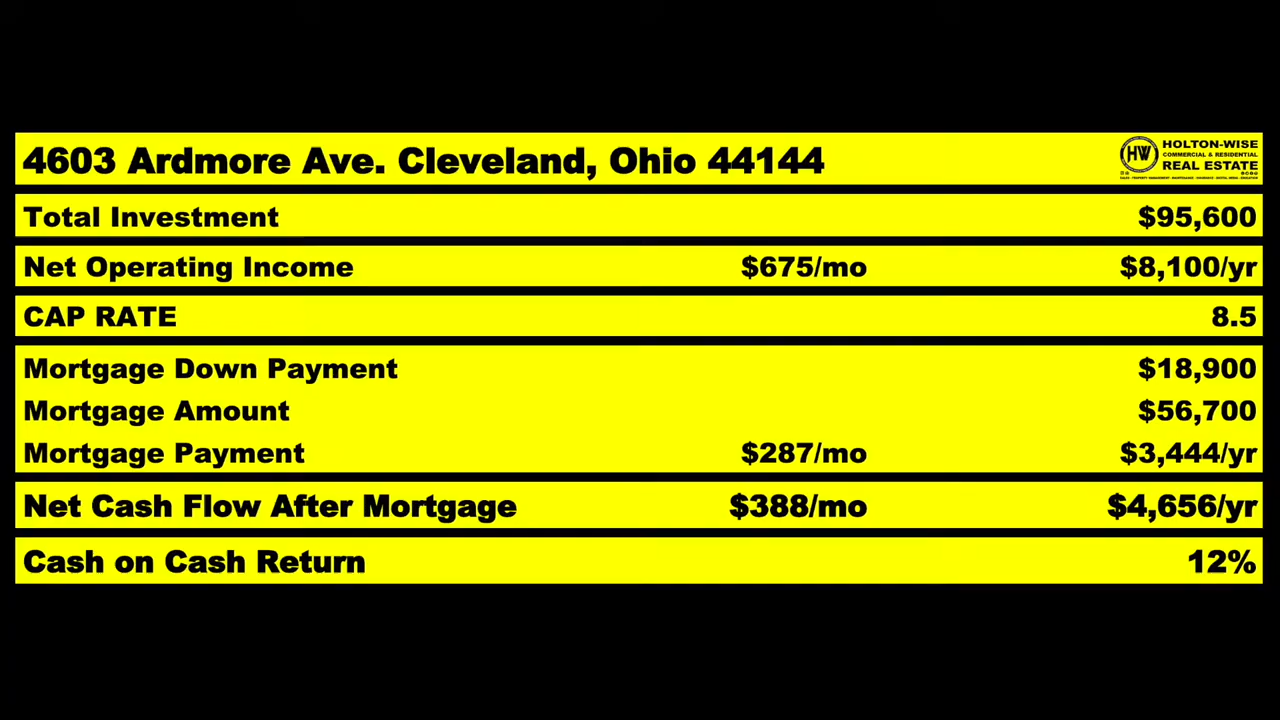 4603 Ardmore Ave. Cleveland, Ohio 44144
HW
HOLTON-WISE
COMMERCIAL & RESIDENTIAL
REAL ESTATE
Total Investment $95,600
Net Operating Income $675/mo $8,100/yr
CAP RATE 8.5
Mortgage Down Payment $18,900
Mortgage Amount $56,700
Mortgage Payment $287/mo $3,444/yr
Net Cash Flow After Mortgage $388/mo $4,656/yr
Cash on Cash Return 12%